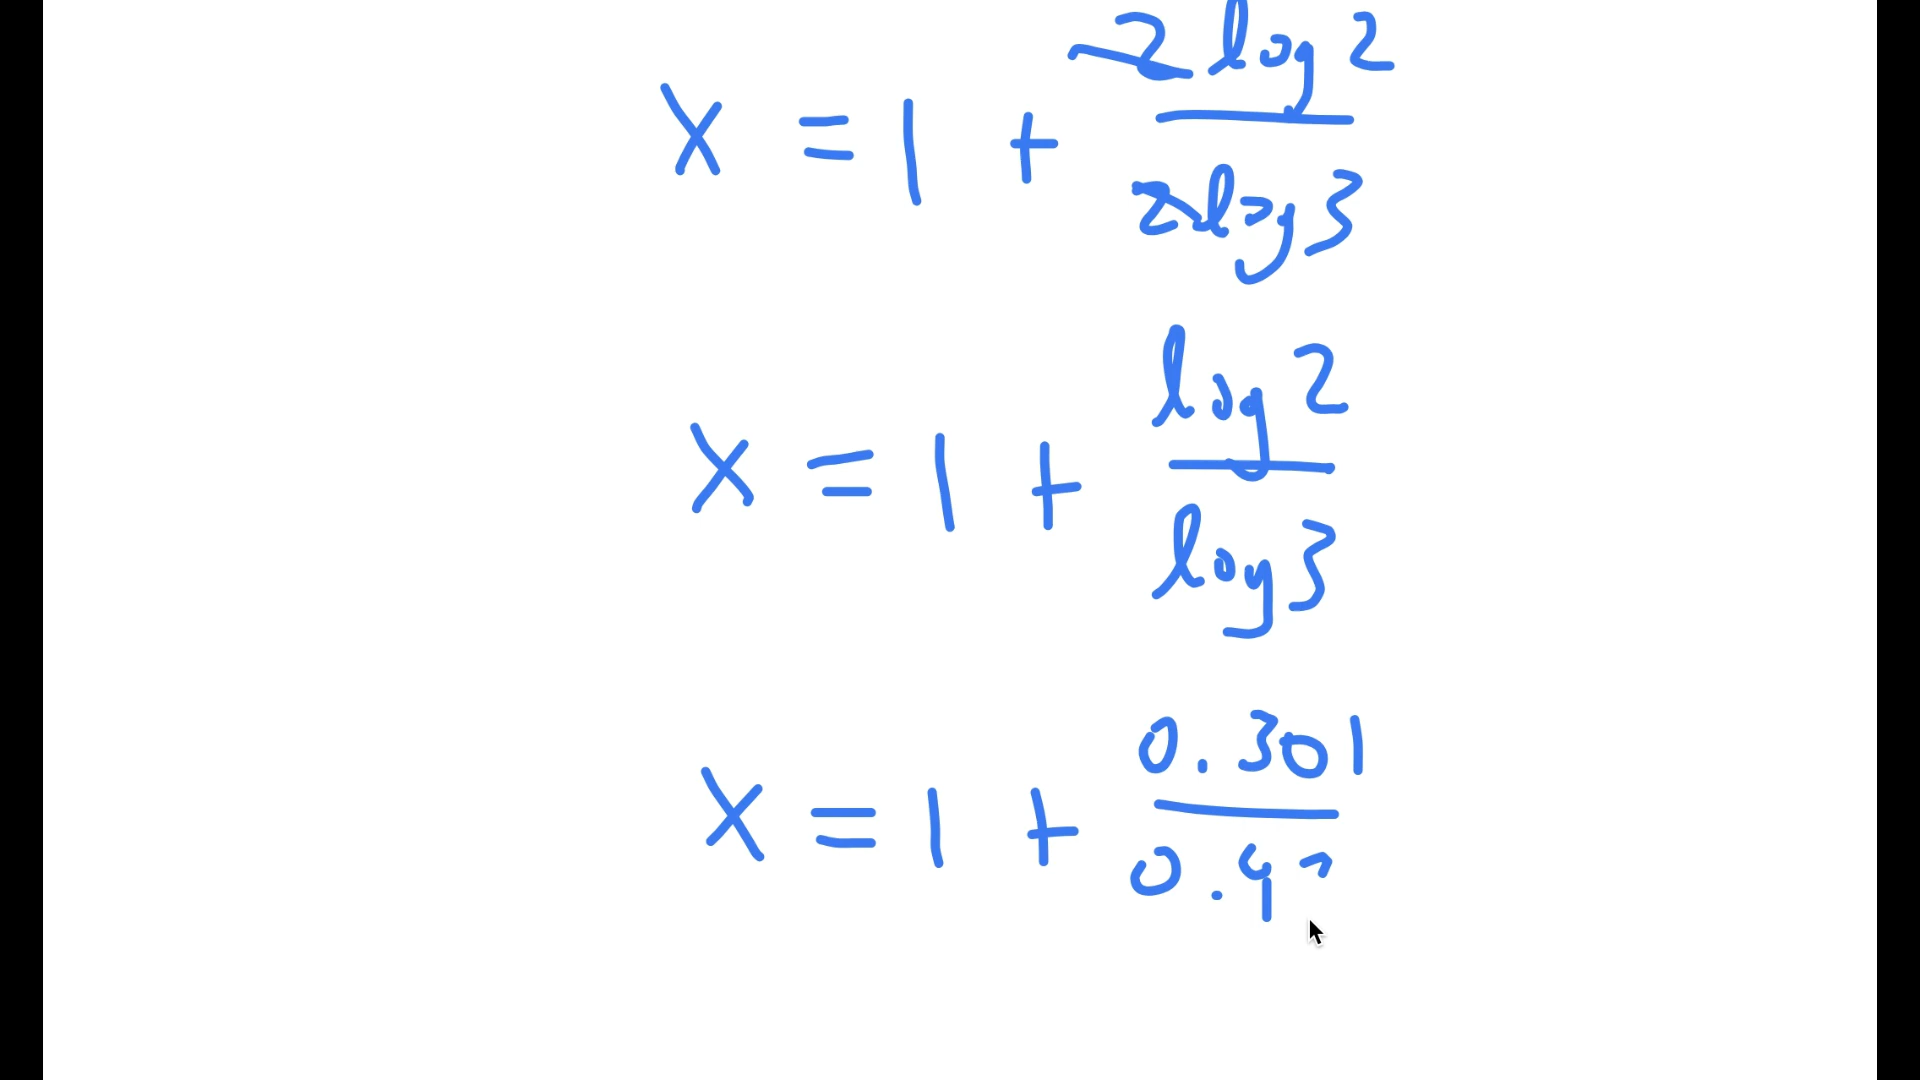 x = 1 + 2 log 2 / 2 log 3
x = 1 + log 2 / log 3
x = 1 + 0.301 / 0.4